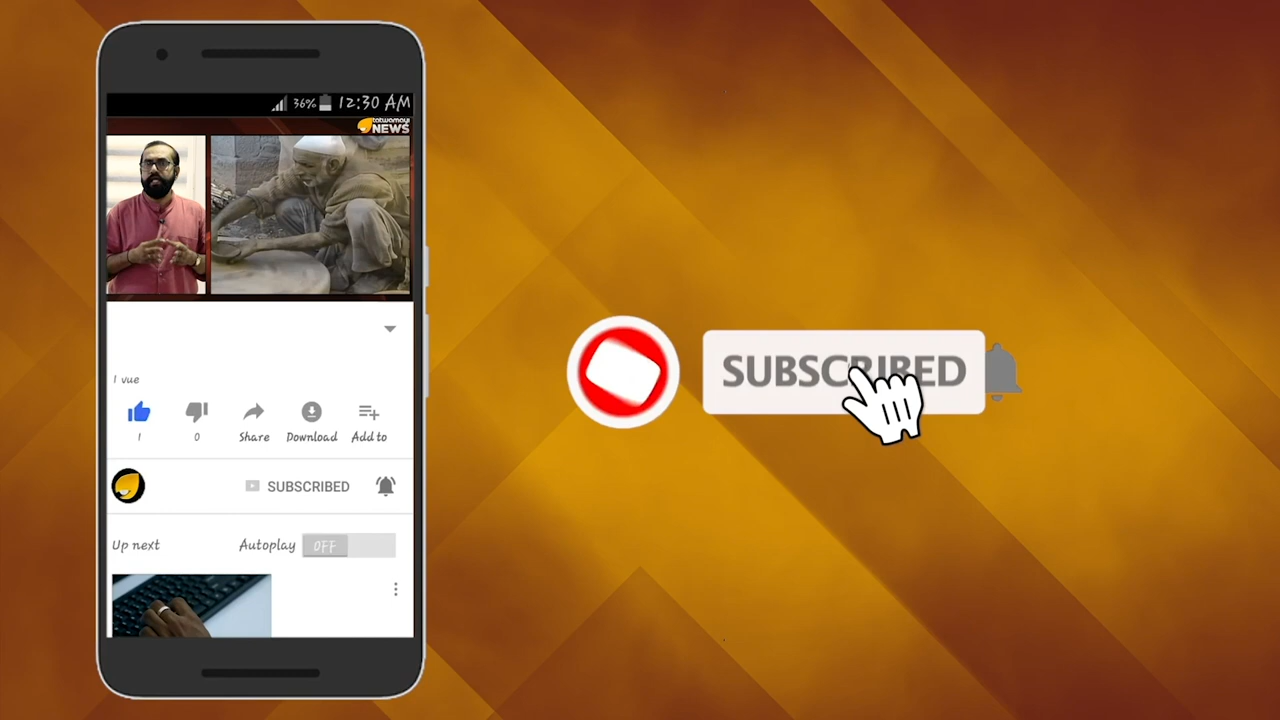 36% 12:30 AM
tatwamayi
NEWS
1 vue
1
0
Share
Download
Add to
SUBSCRIBED
Up next
Autoplay
OFF
SUBSCRIBED